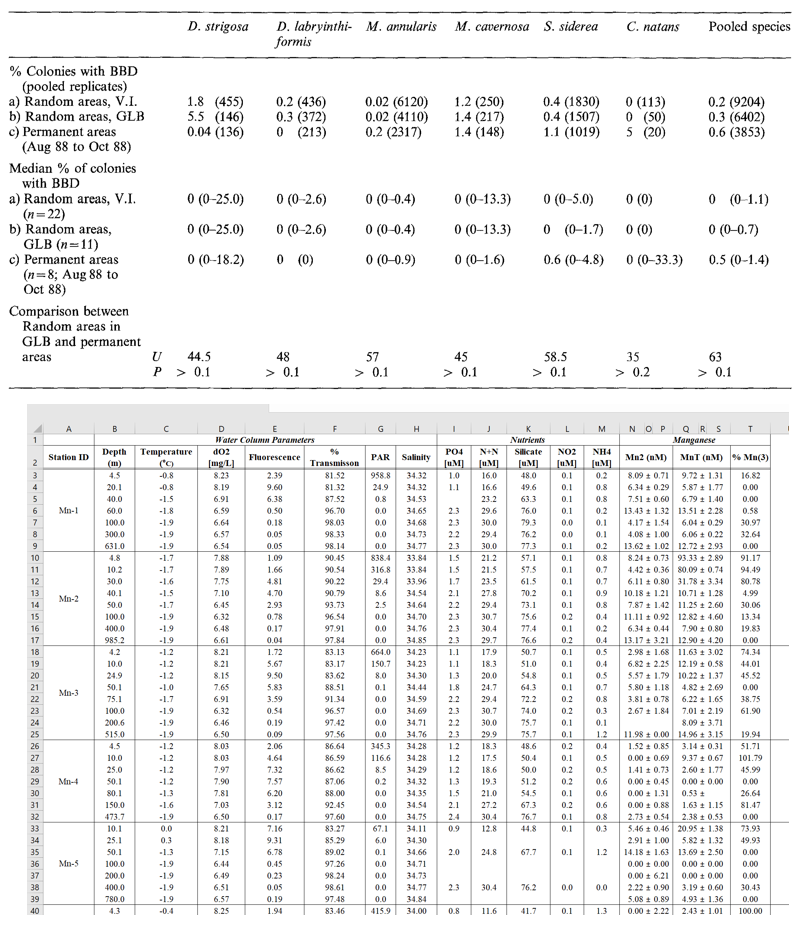 D. strigosa D. labryinthi- M. annularis M. cavernosa S. siderea C. natans Pooled species
formis
% Colonies with BBD
(pooled replicates)
a) Random areas, V.I. 1.8 (455) 0.2 (436) 0.02 (6120) 1.2 (250) 0.4 (1830) 0 (113) 0.2 (9204)
b) Random areas, GLB 5.5 (146) 0.3 (372) 0.02 (4110) 1.4 (217) 0.4 (1507) 0 (50) 0.3 (6402)
c) Permanent areas 0.04 (136) 0 (213) 0.2 (2317) 1.4 (148) 1.1 (1019) 5 (20) 0.6 (3853)
(Aug 88 to Oct 88)
Median % of colonies
with BBD
a) Random areas, V.I. 0 (0–25.0) 0 (0–2.6) 0 (0–0.4) 0 (0–13.3) 0 (0–5.0) 0 (0) 0 (0–1.1)
(n=22)
b) Random areas, 0 (0–25.0) 0 (0–2.6) 0 (0–0.4) 0 (0–13.3) 0 (0–1.7) 0 (0) 0 (0–0.7)
GLB (n=11)
c) Permanent areas 0 (0–18.2) 0 (0) 0 (0–0.9) 0 (0–1.6) 0.6 (0–4.8) 0 (0–33.3) 0.5 (0–1.4)
(n=8; Aug 88 to
Oct 88)
Comparison between
Random areas in
GLB and permanent
areas U 44.5 48 57 45 58.5 35 63
P > 0.1 > 0.1 > 0.1 > 0.1 > 0.1 > 0.2 > 0.1
A B C D E F G H I J K L M N O P Q R S T
1 Water Column Parameters Nutrients Manganese
2 Station ID Depth (m) Temperature (°C) dO2 [mg/L] Fluorescence % Transmisson PAR Salinity PO4 [uM] N+N [uM] Silicate [uM] NO2 [uM] NH4 [uM] Mn2 (nM) MnT (nM) % Mn(3)
3 4.5 -0.8 8.23 2.39 81.52 958.8 34.32 1.0 16.0 48.0 0.1 0.2 8.09 ± 0.71 9.72 ± 1.31 16.82
4 20.1 -0.8 8.19 9.60 81.32 24.9 34.32 1.1 16.6 49.6 0.1 0.8 6.34 ± 0.29 5.87 ± 1.77 0.00
5 40.0 -1.5 6.91 6.38 87.52 0.8 34.53 23.2 63.3 0.1 0.8 7.51 ± 0.60 6.79 ± 1.40 0.00
6 Mn-1 60.0 -1.8 6.59 0.50 96.70 0.0 34.65 2.3 29.6 76.0 0.1 0.2 13.43 ± 1.32 13.51 ± 2.28 0.58
7 100.0 -1.9 6.64 0.18 98.03 0.0 34.68 2.3 30.0 79.3 0.0 0.1 4.17 ± 1.54 6.04 ± 0.29 30.97
8 300.0 -1.9 6.57 0.05 98.33 0.0 34.73 2.2 29.4 76.2 0.0 0.1 4.08 ± 1.00 6.06 ± 0.22 32.64
9 631.0 -1.9 6.54 0.05 98.14 0.0 34.77 2.3 30.0 77.3 0.1 0.2 13.62 ± 1.02 12.72 ± 2.93 0.00
10 4.8 -1.7 7.88 1.09 90.45 838.4 33.84 1.5 21.2 57.1 0.1 0.8 8.24 ± 0.73 93.33 ± 2.89 91.17
11 10.2 -1.7 7.89 1.66 90.54 316.8 33.84 1.5 21.5 58.5 0.1 0.8 4.42 ± 0.36 80.09 ± 0.74 94.49
12 30.0 -1.6 7.75 4.81 90.22 29.4 33.96 1.7 23.5 61.5 0.1 0.7 6.11 ± 0.80 31.78 ± 3.34 80.78
13 Mn-2 40.1 -1.5 7.10 4.70 90.79 8.6 34.54 2.1 27.8 70.2 0.1 0.9 10.18 ± 1.21 10.71 ± 1.28 4.99
14 50.0 -1.7 6.45 2.93 93.73 2.5 34.64 2.2 29.4 73.1 0.1 0.8 7.87 ± 1.42 11.25 ± 2.60 30.06
15 100.0 -1.9 6.32 0.78 96.54 0.0 34.70 2.2 29.4 75.6 0.2 0.4 11.11 ± 0.92 12.82 ± 4.60 13.34
16 400.0 -1.9 6.48 0.17 97.91 0.0 34.76 2.3 30.4 77.4 0.1 0.2 6.34 ± 0.44 7.90 ± 0.80 19.83
17 985.2 -1.9 6.61 0.04 97.84 0.0 34.85 2.3 29.7 76.6 0.2 0.4 13.17 ± 3.21 12.90 ± 4.20 0.00
18 4.2 -1.2 8.21 1.72 83.13 664.0 34.23 1.1 17.9 50.7 0.1 0.5 2.98 ± 1.68 11.63 ± 3.02 74.34
19 10.0 -1.2 8.21 5.67 83.17 150.7 34.23 1.1 18.3 51.0 0.1 0.4 6.82 ± 2.25 12.19 ± 0.58 44.01
20 24.9 -1.2 8.15 9.50 83.62 8.0 34.30 1.3 20.0 54.8 0.1 0.5 5.57 ± 1.79 10.22 ± 1.37 45.52
21 Mn-3 50.1 -1.0 7.65 5.83 88.51 0.1 34.44 1.8 24.7 64.3 0.1 0.7 5.80 ± 1.18 4.82 ± 2.69 0.00
22 75.1 -1.7 6.91 3.59 91.34 0.0 34.59 2.2 29.4 72.2 0.2 0.8 3.81 ± 0.78 6.22 ± 1.65 38.75
23 100.0 -1.9 6.32 0.54 96.57 0.0 34.69 2.3 30.7 74.0 0.2 0.3 2.67 ± 1.84 7.01 ± 2.19 61.90
24 200.6 -1.9 6.46 0.19 97.42 0.0 34.71 2.2 30.0 75.7 0.1 0.1 8.09 ± 3.71
25 515.0 -1.9 6.50 0.09 97.56 0.0 34.76 2.3 29.9 75.7 0.1 1.2 11.98 ± 0.00 14.96 ± 3.15 19.94
26 4.5 -1.2 8.03 2.06 86.64 345.3 34.28 1.2 18.3 48.6 0.2 0.4 1.52 ± 0.85 3.14 ± 0.31 51.71
27 10.0 -1.2 8.03 4.64 86.59 116.6 34.28 1.2 17.5 50.4 0.1 0.3 0.00 ± 0.69 9.37 ± 0.67 101.79
28 25.0 -1.2 7.97 7.32 86.62 8.5 34.29 1.2 18.6 50.0 0.2 0.5 1.41 ± 0.73 2.60 ± 1.77 45.99
29 Mn-4 50.1 -1.2 7.90 7.57 87.06 0.2 34.32 1.3 19.3 51.2 0.2 0.6 0.00 ± 0.45 0.00 ± 0.00 0.00
30 80.1 -1.3 7.81 6.20 88.00 0.0 34.35 1.5 21.0 54.5 0.1 0.6 0.00 ± 1.31 0.53 ± 26.64
31 150.0 -1.6 7.03 3.12 92.45 0.0 34.54 2.1 27.2 67.3 0.2 0.6 0.00 ± 0.88 1.63 ± 1.15 81.47
32 473.7 -1.9 6.50 0.17 97.60 0.0 34.75 2.4 30.4 76.7 0.1 0.8 2.73 ± 0.54 2.38 ± 0.53 0.00
33 10.1 0.0 8.21 7.16 83.27 67.1 34.11 0.9 12.8 44.8 0.1 0.3 5.46 ± 0.46 20.95 ± 1.38 73.93
34 25.1 0.3 8.18 9.31 85.29 6.0 34.30 2.91 ± 1.00 5.82 ± 1.32 49.93
35 50.1 -1.3 7.15 6.78 89.02 0.1 34.66 2.0 24.8 67.7 0.1 1.2 14.18 ± 1.63 13.69 ± 2.50 0.00
36 Mn-5 100.0 -1.9 6.44 0.45 97.26 0.0 34.71 0.00 ± 0.00 0.00 ± 0.00 0.00
37 200.0 -1.9 6.49 0.23 98.24 0.0 34.73 0.00 ± 6.21 0.00 ± 0.00 0.00
38 400.0 -1.9 6.51 0.05 98.61 0.0 34.77 2.3 30.4 76.2 0.0 0.0 2.22 ± 0.90 3.19 ± 0.60 30.43
39 780.0 -1.9 6.57 0.19 97.48 0.0 34.84 5.08 ± 0.89 4.93 ± 1.36 0.00
40 4.3 -0.4 8.25 1.94 83.46 415.9 34.00 0.8 11.6 41.7 0.1 1.3 0.00 ± 2.22 2.43 ± 1.01 100.00